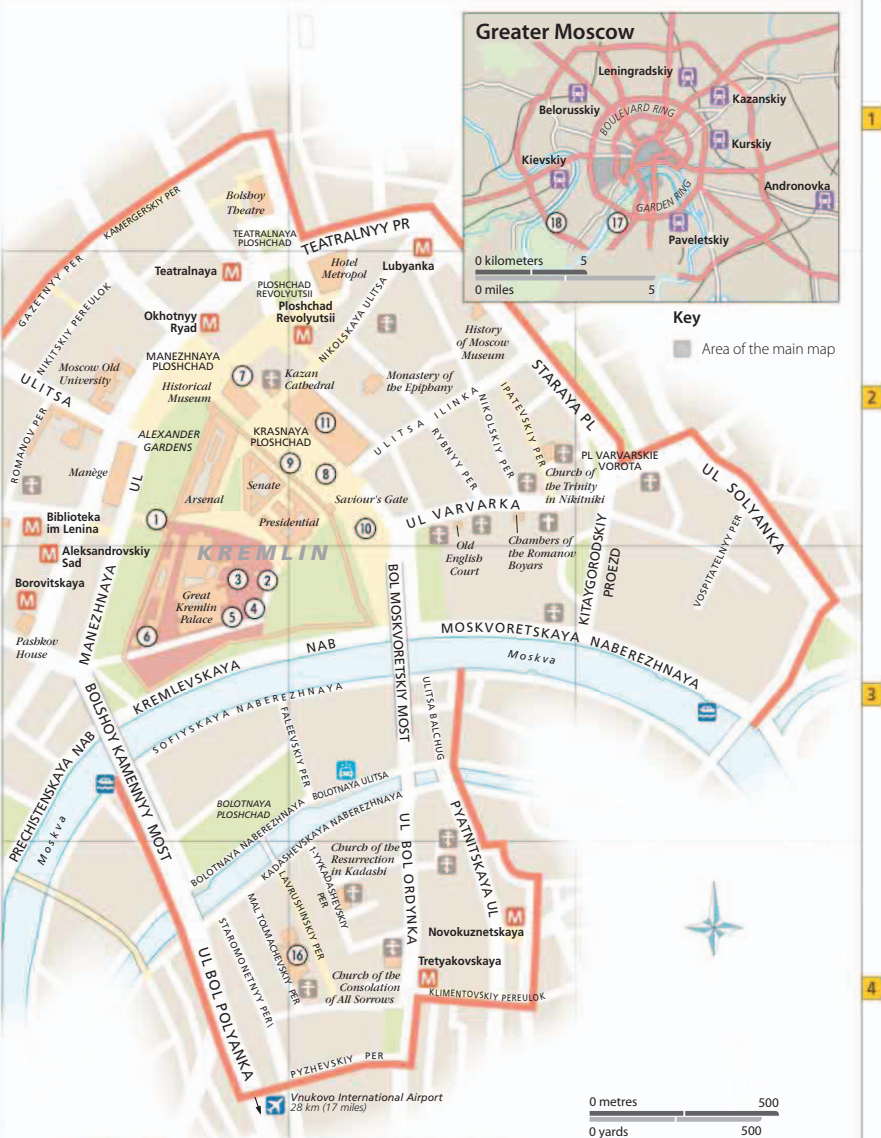 Greater Moscow
Leningradskiy
Belorusskiy
Kazanskiy
BOULEVARD RING
Kurskiy
Kievskiy
Andronovka
GARDEN RING
18
17
Paveletskiy
0 kilometers 5
0 miles 5
Key
Area of the main map
1
2
3
4
KAMERGERSKIY PER
Bolshoy
Theatre
TEATRALNAYA
PLOSHCHAD
TEATRALNYY PR
GAZETNYY PER
Teatralnaya
Hotel
Metropol
Lubyanka
NIKITSKIY PEREULOK
PLOSHCHAD
REVOLYUTSII
Ploshchad
Revolyutsii
Okhotnyy
Ryad
NIKOLSKAYA ULITSA
History
of Moscow
Museum
MANEZHNAYA
PLOSHCHAD
Moscow Old
University
ULITSA
Historical
Museum
7
Kazan
Cathedral
Monastery of
the Epiphany
STARAYA PL
ROMANOV PER
ALEXANDER
GARDENS
KRASNAYA
PLOSHCHAD
11
ULITSA ILINKA
RYBNYY PER
NIKOLSKIY PER
IPATEVSKIY PER
PL VARVARSKIE
VOROTA
UL SOLYANKA
Manège
UL
9
8
Senate
Arsenal
Saviour's Gate
Church of
the Trinity
in Nikitniki
Biblioteka
im Lenina
1
Presidential
10
UL VARVARKA
Old
English
Court
Chambers of
the Romanov
Boyars
KITAYGORODSKIY
PROEZD
VOSPITATELNYY PER
Aleksandrovskiy
Sad
KREMLIN
Borovitskaya
3
2
Great
Kremlin
Palace
5
4
6
Pashkov
House
MANEZHNAYA
BOL MOSKVORETSKIY MOST
MOSKVORETSKAYA NABEREZHNAYA
Moskva
KREMLEVSKAYA NAB
SOFIYSKAYA NABEREZHNAYA
ULITSA BALCHUG
BOLSHOY KAMENNYY MOST
FALEEVSKIY PER
PRECHISTENSKAYA NAB
Moskva
BOLOTNAYA
PLOSHCHAD
BOLOTNAYA ULITSA
BOLOTNAYA NABEREZHNAYA
KADASHEVSKAYA NABEREZHNAYA
PYATNITSKAYA UL
UL BOL ORDYNKA
Church of the
Resurrection
in Kadashi
1-YYKADASHEVSKIY
PER
LAVRUSHINSKIY PER
MAL TOLMACHEVSKIY PER
STAROMONETNYY PERI
UL BOL POLYANKA
16
Novokuznetskaya
Tretyakovskaya
Church of the
Consolation
of All Sorrows
KLIMENTOVSKIY PEREULOK
PYZHEVSKIY PER
Vnukovo International Airport
28 km (17 miles)
0 metres 500
0 yards 500